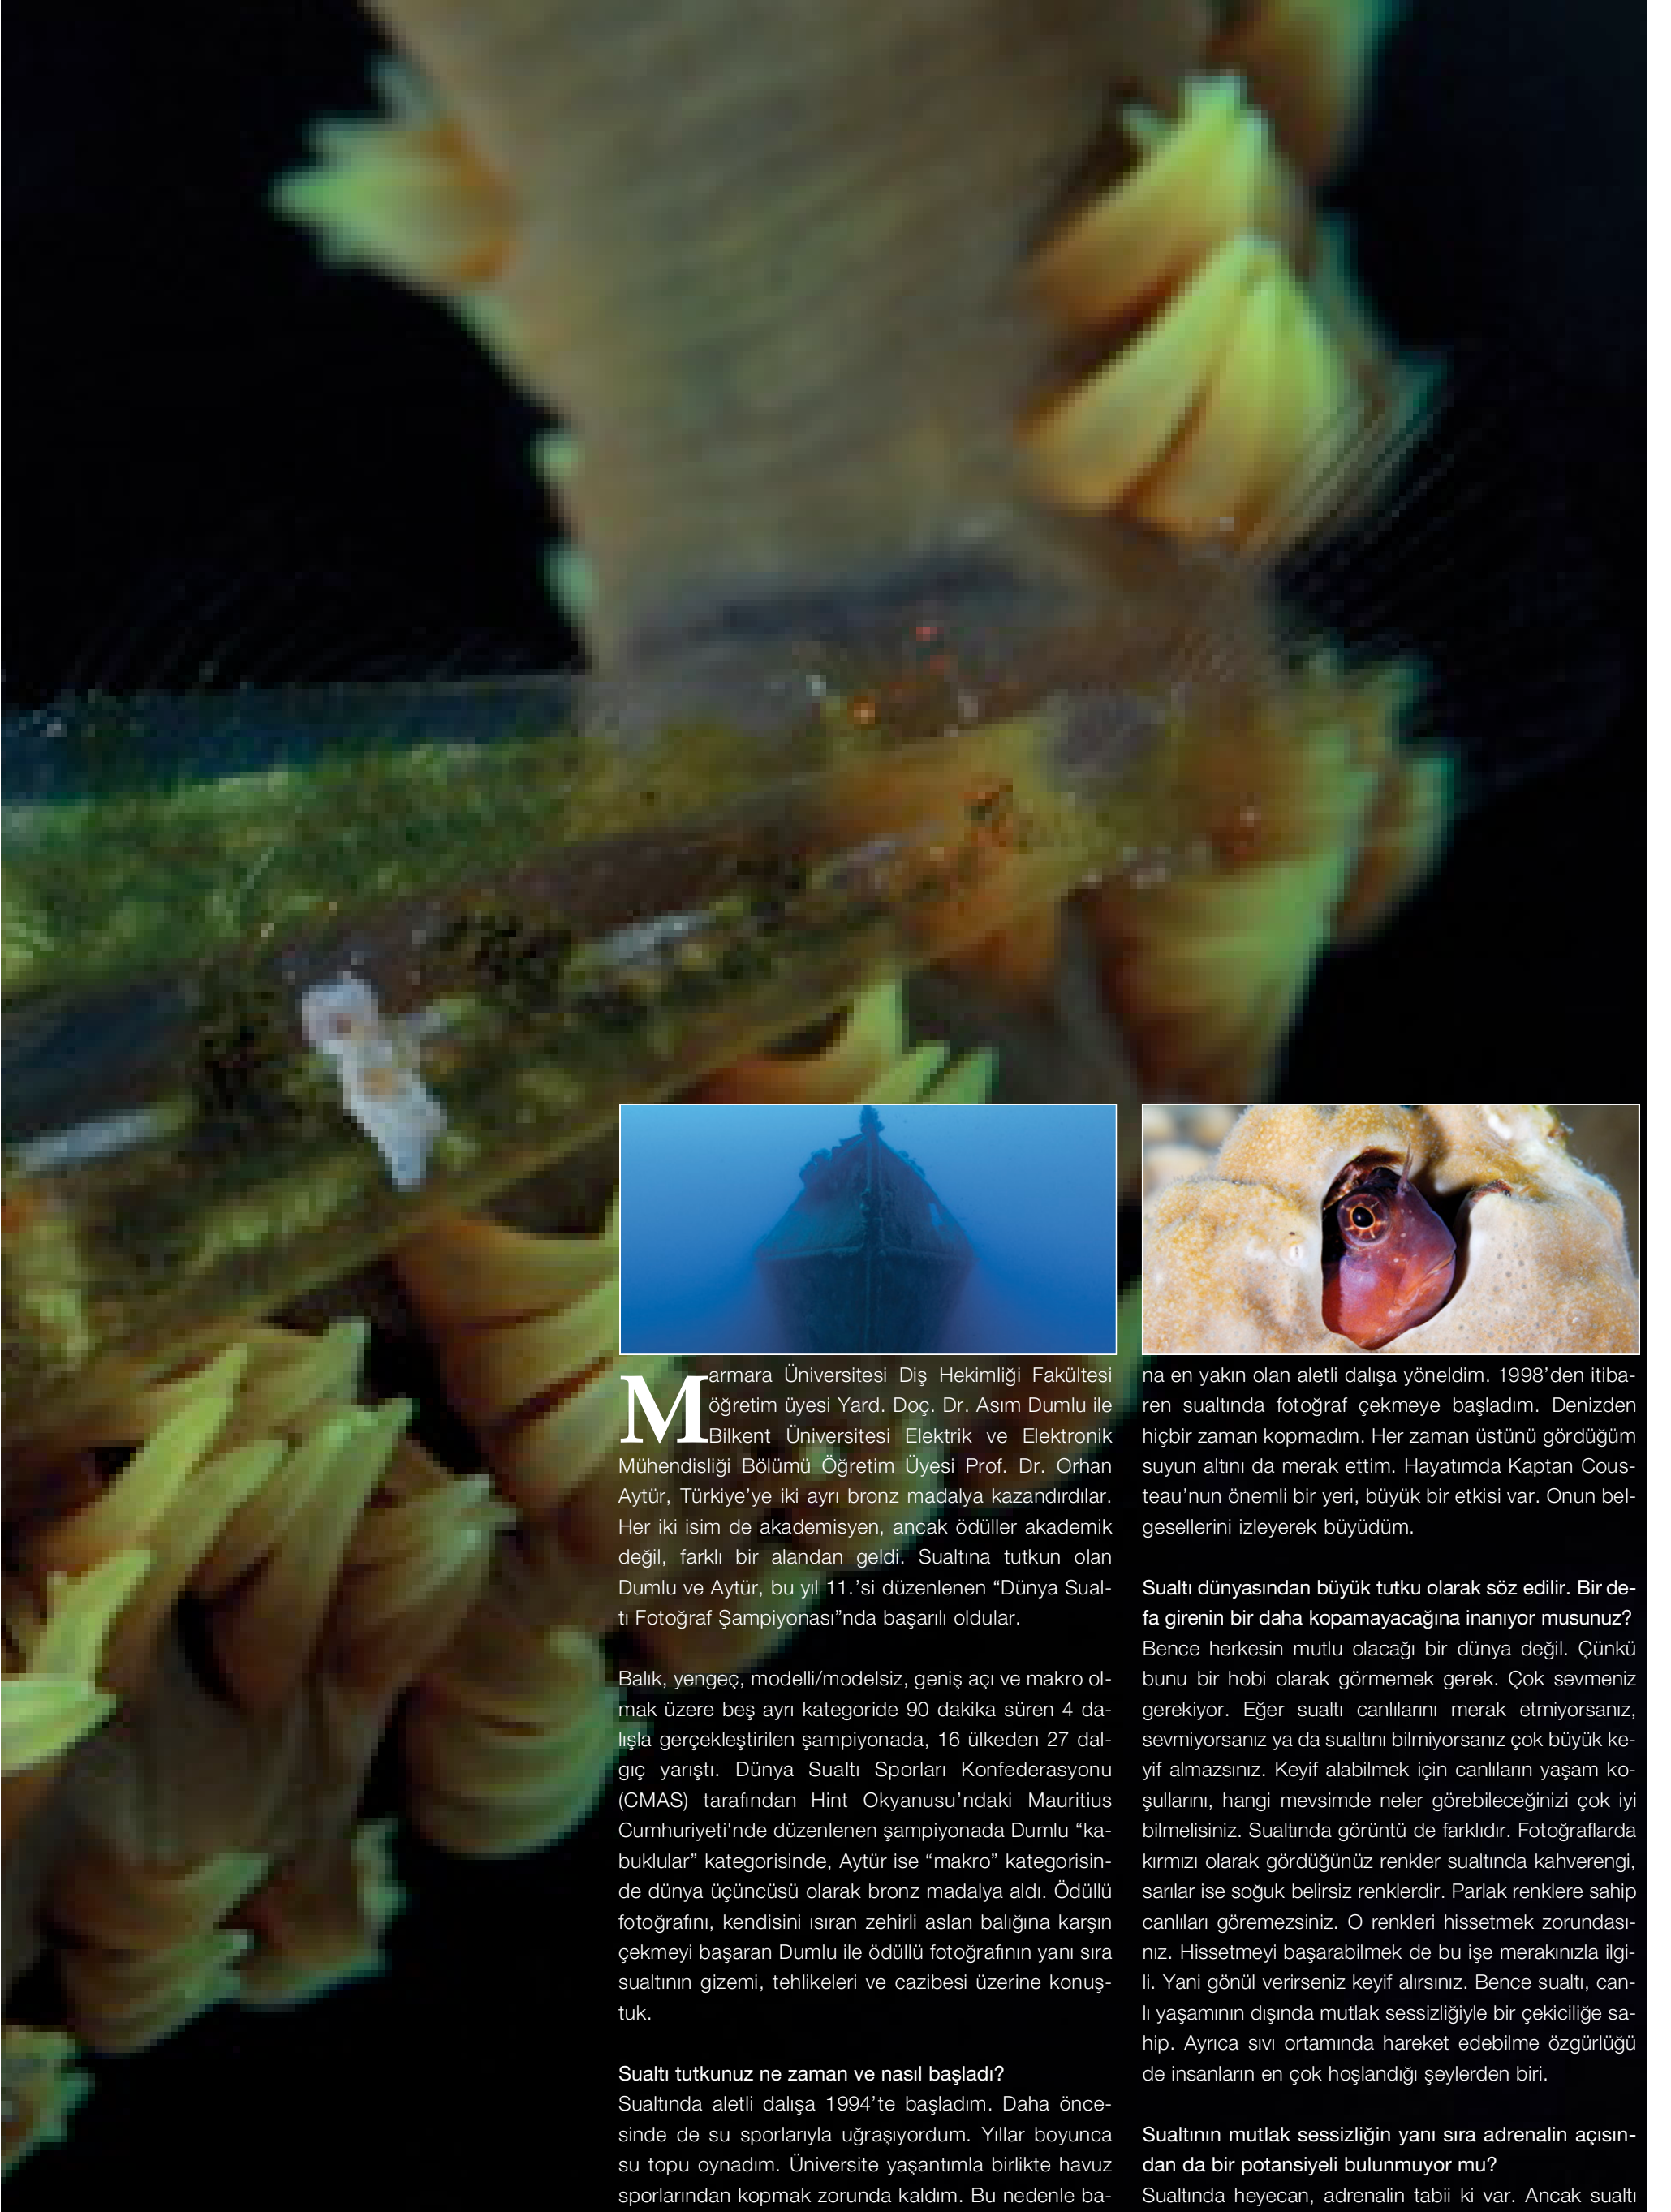 Marmara Üniversitesi Diş Hekimliği Fakültesi
öğretim üyesi Yard. Doç. Dr. Asım Dumlu ile
Bilkent Üniversitesi Elektrik ve Elektronik
Mühendisliği Bölümü Öğretim Üyesi Prof. Dr. Orhan
Aytür, Türkiye’ye iki ayrı bronz madalya kazandırdılar.
Her iki isim de akademisyen, ancak ödüller akademik
değil, farklı bir alandan geldi. Sualtına tutkun olan
Dumlu ve Aytür, bu yıl 11.’si düzenlenen “Dünya Sual-
tı Fotoğraf Şampiyonası”nda başarılı oldular.
Balık, yengeç, modelli/modelsiz, geniş açı ve makro ol-
mak üzere beş ayrı kategoride 90 dakika süren 4 da-
lışla gerçekleştirilen şampiyonada, 16 ülkeden 27 dal-
gıç yarıştı. Dünya Sualtı Sporları Konfederasyonu
(CMAS) tarafından Hint Okyanusu’ndaki Mauritius
Cumhuriyeti'nde düzenlenen şampiyonada Dumlu “ka-
buklular” kategorisinde, Aytür ise “makro” kategorisin-
de dünya üçüncüsü olarak bronz madalya aldı. Ödüllü
fotoğrafını, kendisini ısıran zehirli aslan balığına karşın
çekmeyi başaran Dumlu ile ödüllü fotoğrafının yanı sıra
sualtının gizemi, tehlikeleri ve cazibesi üzerine konuş-
tuk.
Sualtı tutkunuz ne zaman ve nasıl başladı?
Sualtında aletli dalışa 1994’te başladım. Daha önce-
sinde de su sporlarıyla uğraşıyordum. Yıllar boyunca
su topu oynadım. Üniversite yaşantımla birlikte havuz
sporlarından kopmak zorunda kaldım. Bu nedenle ba-
na en yakın olan aletli dalışa yöneldim. 1998’den itiba-
ren sualtında fotoğraf çekmeye başladım. Denizden
hiçbir zaman kopmadım. Her zaman üstünü gördüğüm
suyun altını da merak ettim. Hayatımda Kaptan Cous-
teau’nun önemli bir yeri, büyük bir etkisi var. Onun bel-
gesellerini izleyerek büyüdüm.
Sualtı dünyasından büyük tutku olarak söz edilir. Bir de-
fa girenin bir daha kopamayacağına inanıyor musunuz?
Bence herkesin mutlu olacağı bir dünya değil. Çünkü
bunu bir hobi olarak görmemek gerek. Çok sevmeniz
gerekiyor. Eğer sualtı canlılarını merak etmiyorsanız,
sevmiyorsanız ya da sualtını bilmiyorsanız çok büyük ke-
yif almazsınız. Keyif alabilmek için canlıların yaşam ko-
şullarını, hangi mevsimde neler görebileceğinizi çok iyi
bilmelisiniz. Sualtında görüntü de farklıdır. Fotoğraflarda
kırmızı olarak gördüğünüz renkler sualtında kahverengi,
sarılar ise soğuk belirsiz renklerdir. Parlak renklere sahip
canlıları göremezsiniz. O renkleri hissetmek zorundası-
nız. Hissetmeyi başarabilmek de bu işe merakınızla ilgi-
li. Yani gönül verirseniz keyif alırsınız. Bence sualtı, can-
lı yaşamının dışında mutlak sessizliğiyle bir çekiciliğe sa-
hip. Ayrıca sıvı ortamında hareket edebilme özgürlüğü
de insanların en çok hoşlandığı şeylerden biri.
Sualtının mutlak sessizliğin yanı sıra adrenalin açısın-
dan da bir potansiyeli bulunmuyor mu?
Sualtında heyecan, adrenalin tabii ki var. Ancak sualtı